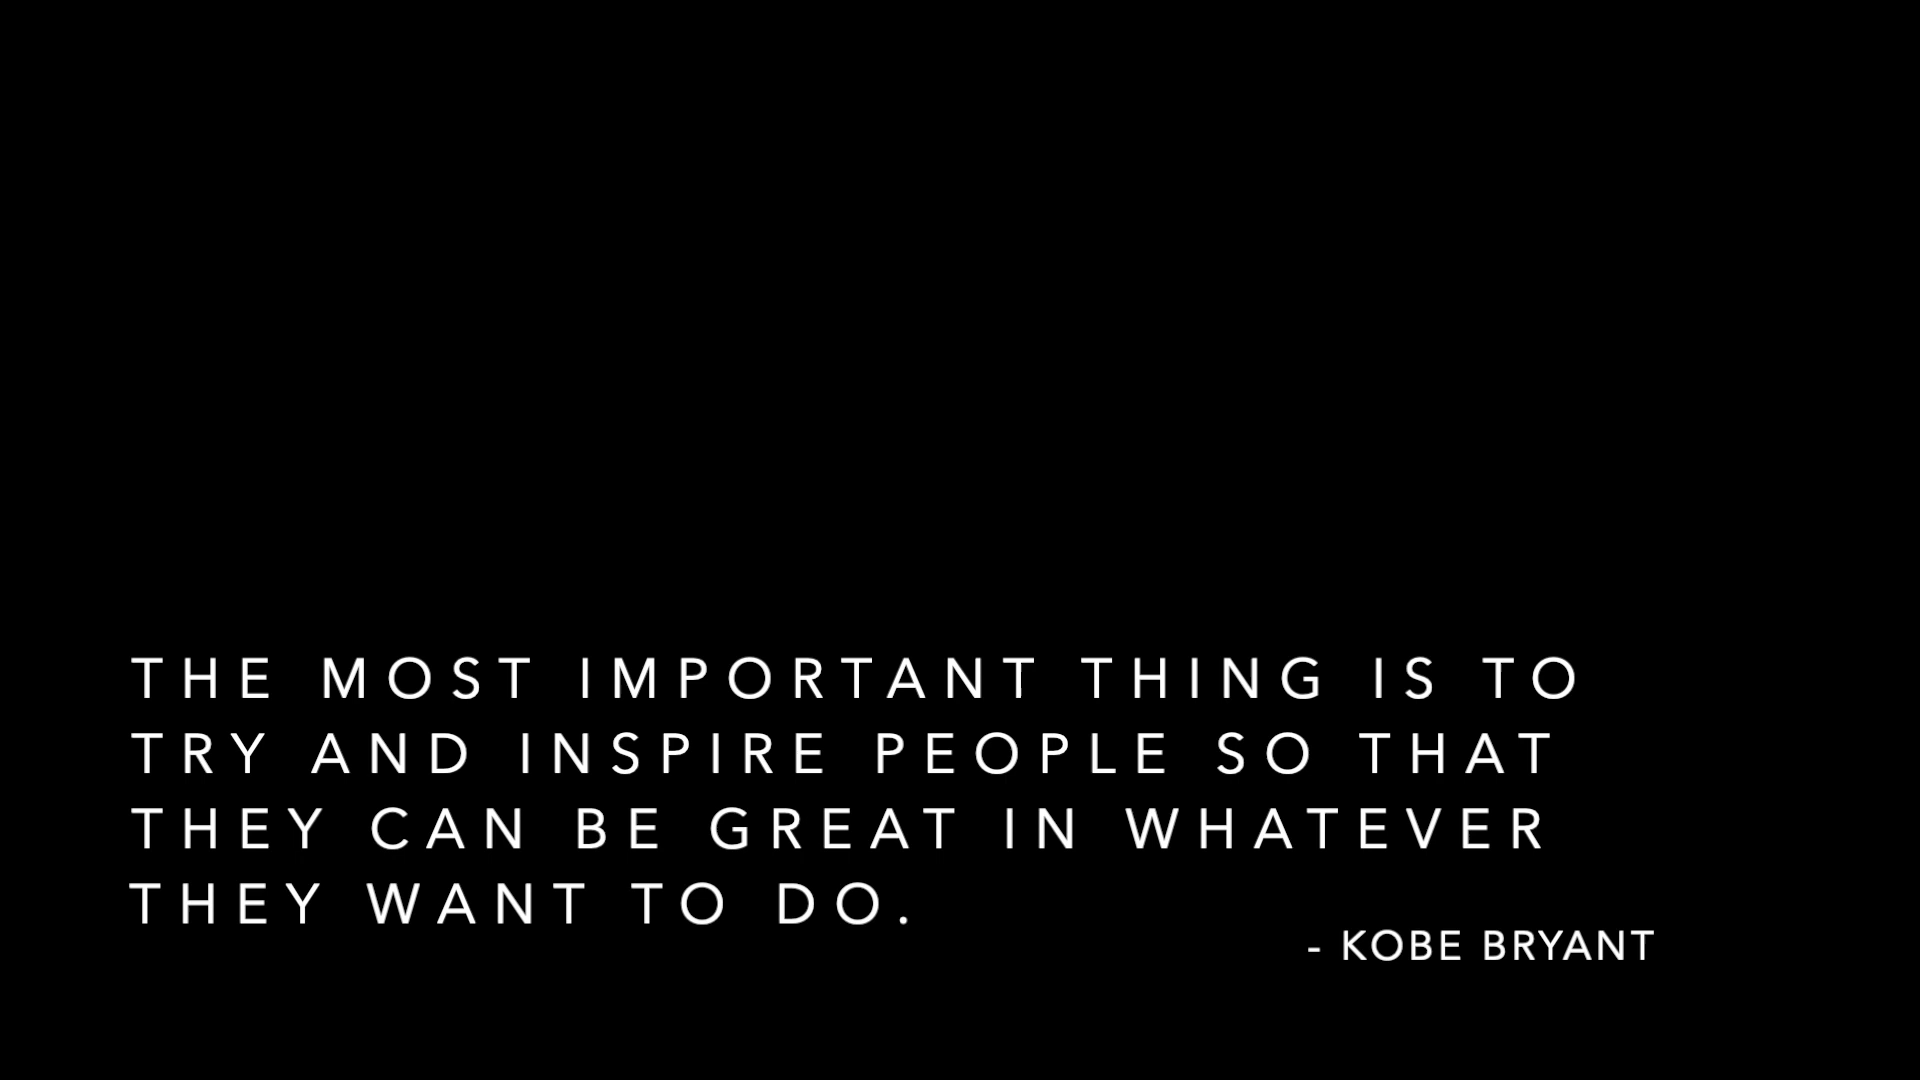 THE MOST IMPORTANT THING IS TO
TRY AND INSPIRE PEOPLE SO THAT
THEY CAN BE GREAT IN WHATEVER
THEY WANT TO DO.
- KOBE BRYANT